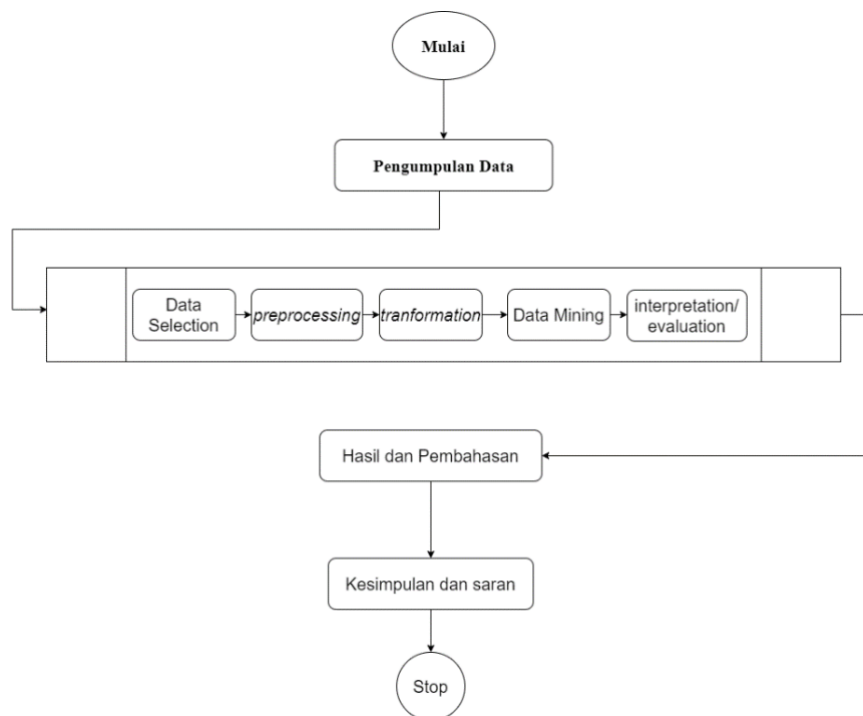 Mulai
Pengumpulan Data
Data
Selection
preprocessing
tranformation
Data Mining
interpretation/
evaluation
Hasil dan Pembahasan
Kesimpulan dan saran
Stop